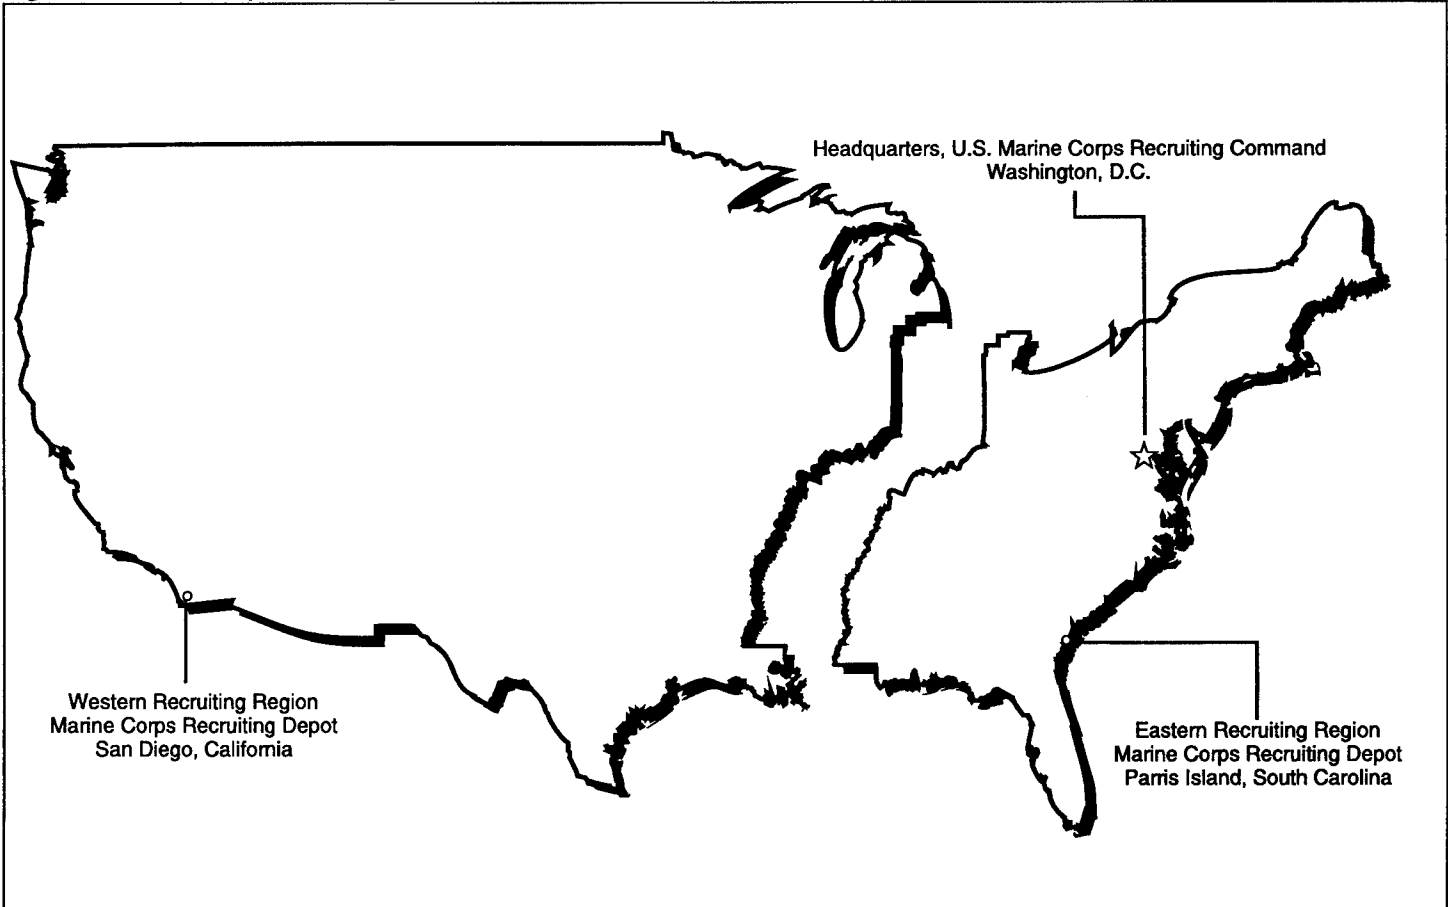 Headquarters, U.S. Marine Corps Recruiting Command
Washington, D.C.
Western Recruiting Region
Marine Corps Recruiting Depot
San Diego, California
Eastern Recruiting Region
Marine Corps Recruiting Depot
Parris Island, South Carolina